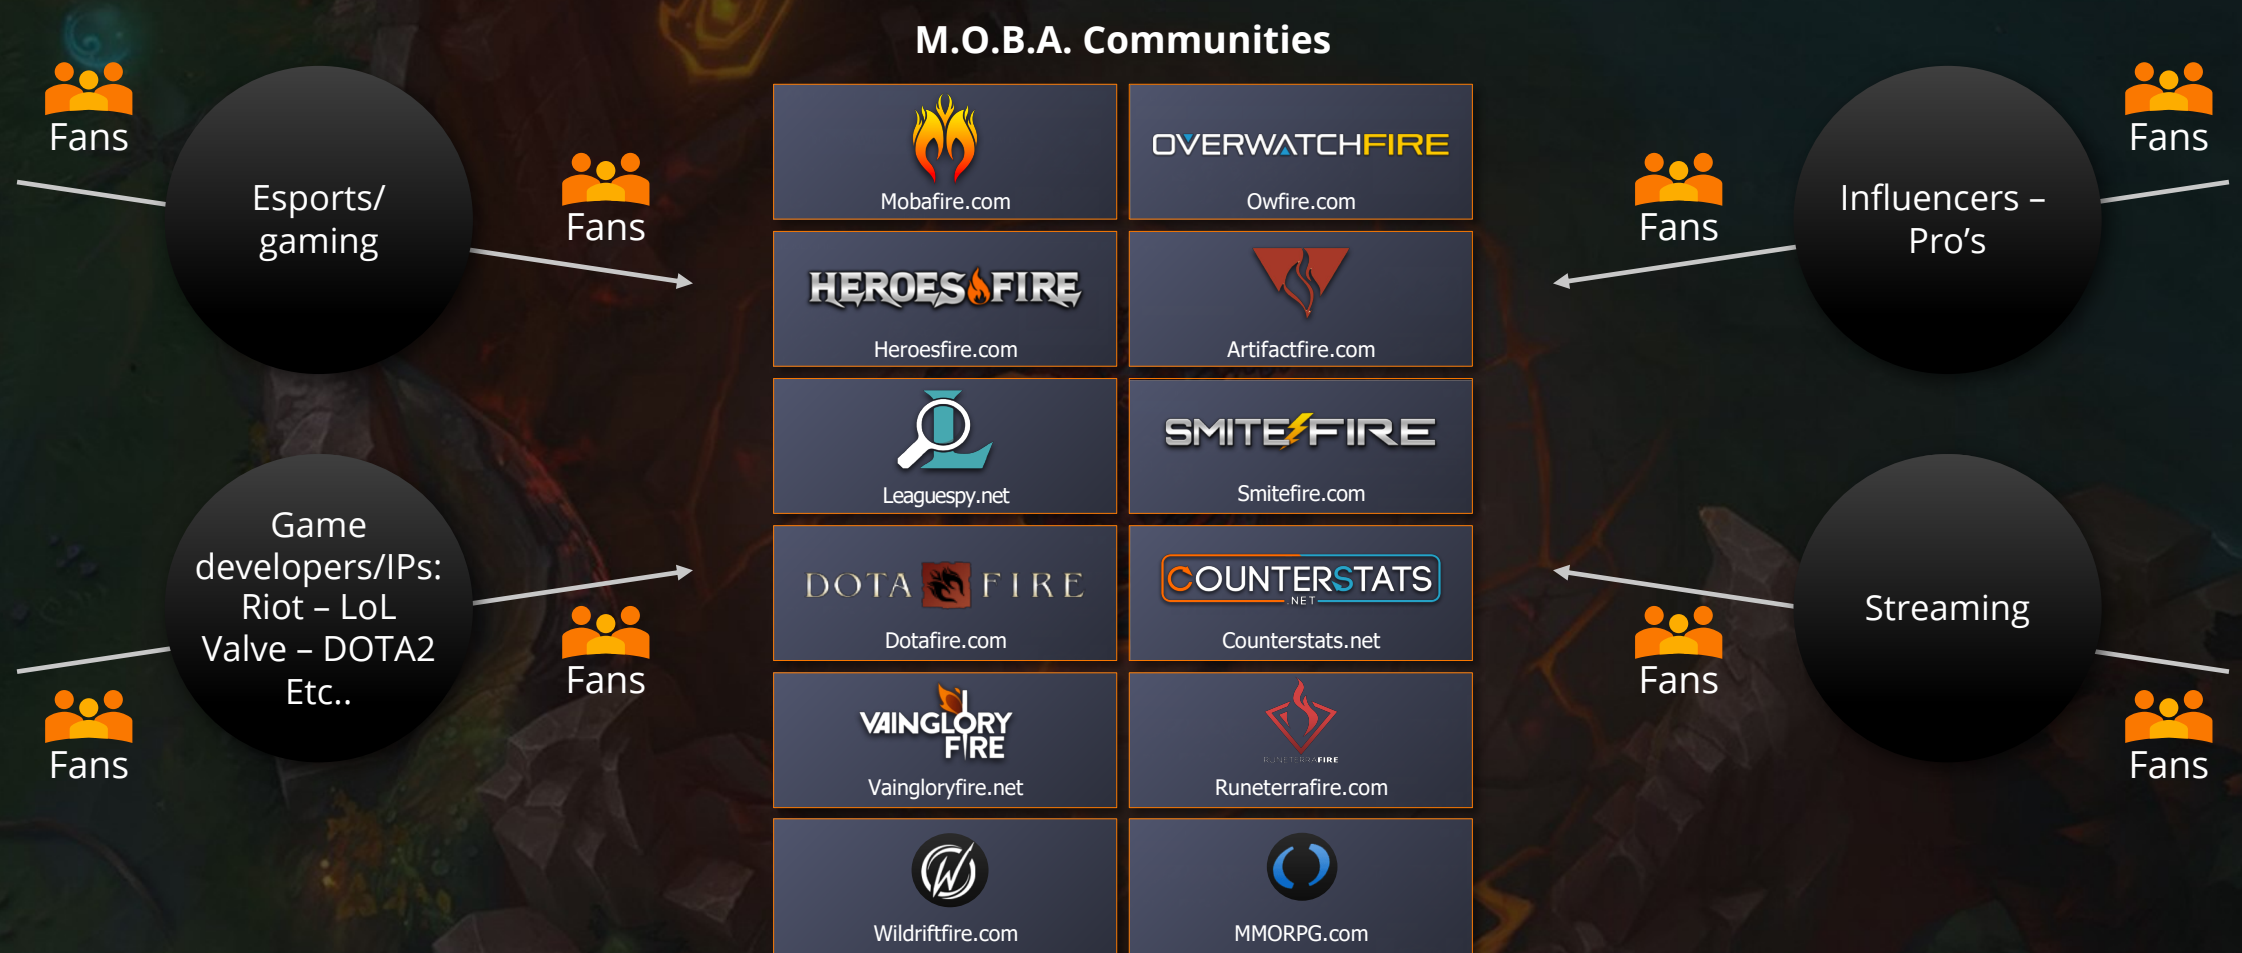 M.O.B.A. Communities
Fans
Esports/
gaming
Fans
Game
developers/IPs:
Riot – LoL
Valve – DOTA2
Etc..
Fans
Fans
Mobafire.com
OVERWATCHFIRE
Owfire.com
HEROESFIRE
Heroesfire.com
Artifactfire.com
L
Leaguespy.net
SMITEFIRE
Smitefire.com
DOTA FIRE
Dotafire.com
COUNTERSTATS
.NET
Counterstats.net
VAINGLORY
FIRE
Vaingloryfire.net
RUNETERRAFIRE
Runeterrafire.com
W
Wildriftfire.com
MMORPG.com
Fans
Influencers –
Pro’s
Fans
Streaming
Fans
Fans